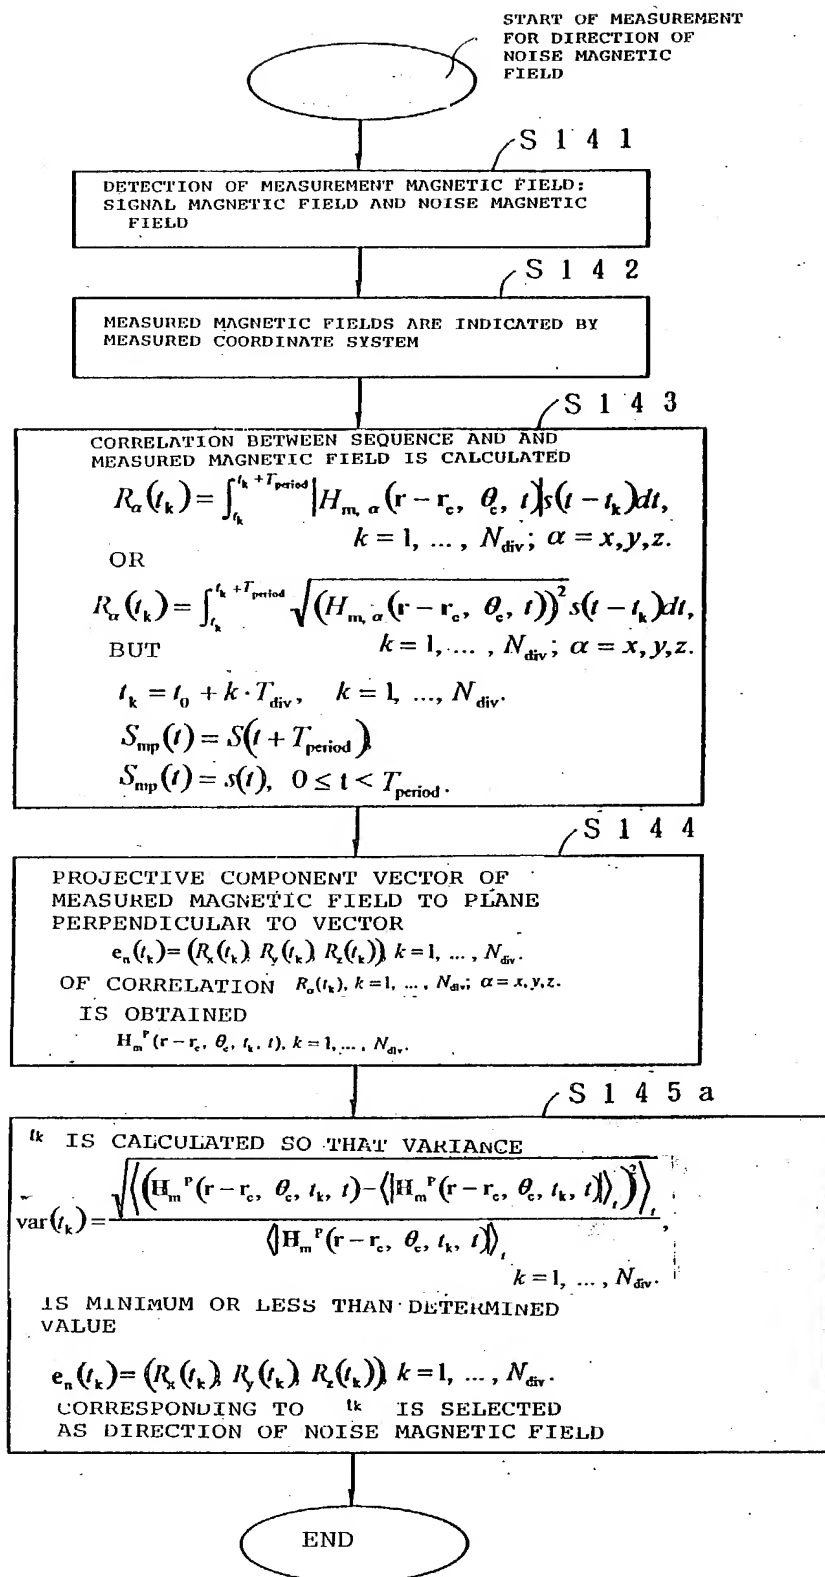 START OF MEASUREMENT
FOR DIRECTION OF
NOISE MAGNETIC
FIELD
S 1 4 1
DETECTION OF MEASUREMENT MAGNETIC FIELD:
SIGNAL MAGNETIC FIELD AND NOISE MAGNETIC
FIELD
S 1 4 2
MEASURED MAGNETIC FIELDS ARE INDICATED BY
MEASURED COORDINATE SYSTEM
S 1 4 3
CORRELATION BETWEEN SEQUENCE AND AND
MEASURED MAGNETIC FIELD IS CALCULATED
R_α(t_k) = ∫_{t_k}^{t_k + T_period} |H_{m, α}(r − r_c, θ_c, t)| s(t − t_k)dt,
k = 1, ... , N_div; α = x,y,z.
OR
R_α(t_k) = ∫_{t_k}^{t_k + T_period} √((H_{m, α}(r − r_c, θ_c, t))²) s(t − t_k)dt,
BUT k = 1, ... , N_div; α = x,y,z.
t_k = t_0 + k · T_div, k = 1, ..., N_div.
S_mp(t) = S(t + T_period),
S_mp(t) = s(t), 0 ≤ t < T_period.
S 1 4 4
PROJECTIVE COMPONENT VECTOR OF
MEASURED MAGNETIC FIELD TO PLANE
PERPENDICULAR TO VECTOR
e_n(t_k) = (R_x(t_k), R_y(t_k), R_z(t_k)), k = 1, ... , N_div.
OF CORRELATION R_α(t_k), k = 1, ... , N_div; α = x,y,z.
IS OBTAINED
H_m^P(r − r_c, θ_c, t_k, t), k = 1, ... , N_div.
S 1 4 5 a
t_k IS CALCULATED SO THAT VARIANCE
var(t_k) = √⟨(H_m^P(r − r_c, θ_c, t_k, t) − ⟨|H_m^P(r − r_c, θ_c, t_k, t)|⟩_t)²⟩_t / ⟨|H_m^P(r − r_c, θ_c, t_k, t)|⟩_t,
k = 1, ... , N_div.
IS MINIMUM OR LESS THAN DETERMINED
VALUE
e_n(t_k) = (R_x(t_k), R_y(t_k), R_z(t_k)), k = 1, ..., N_div.
CORRESPONDING TO t_k IS SELECTED
AS DIRECTION OF NOISE MAGNETIC FIELD
END